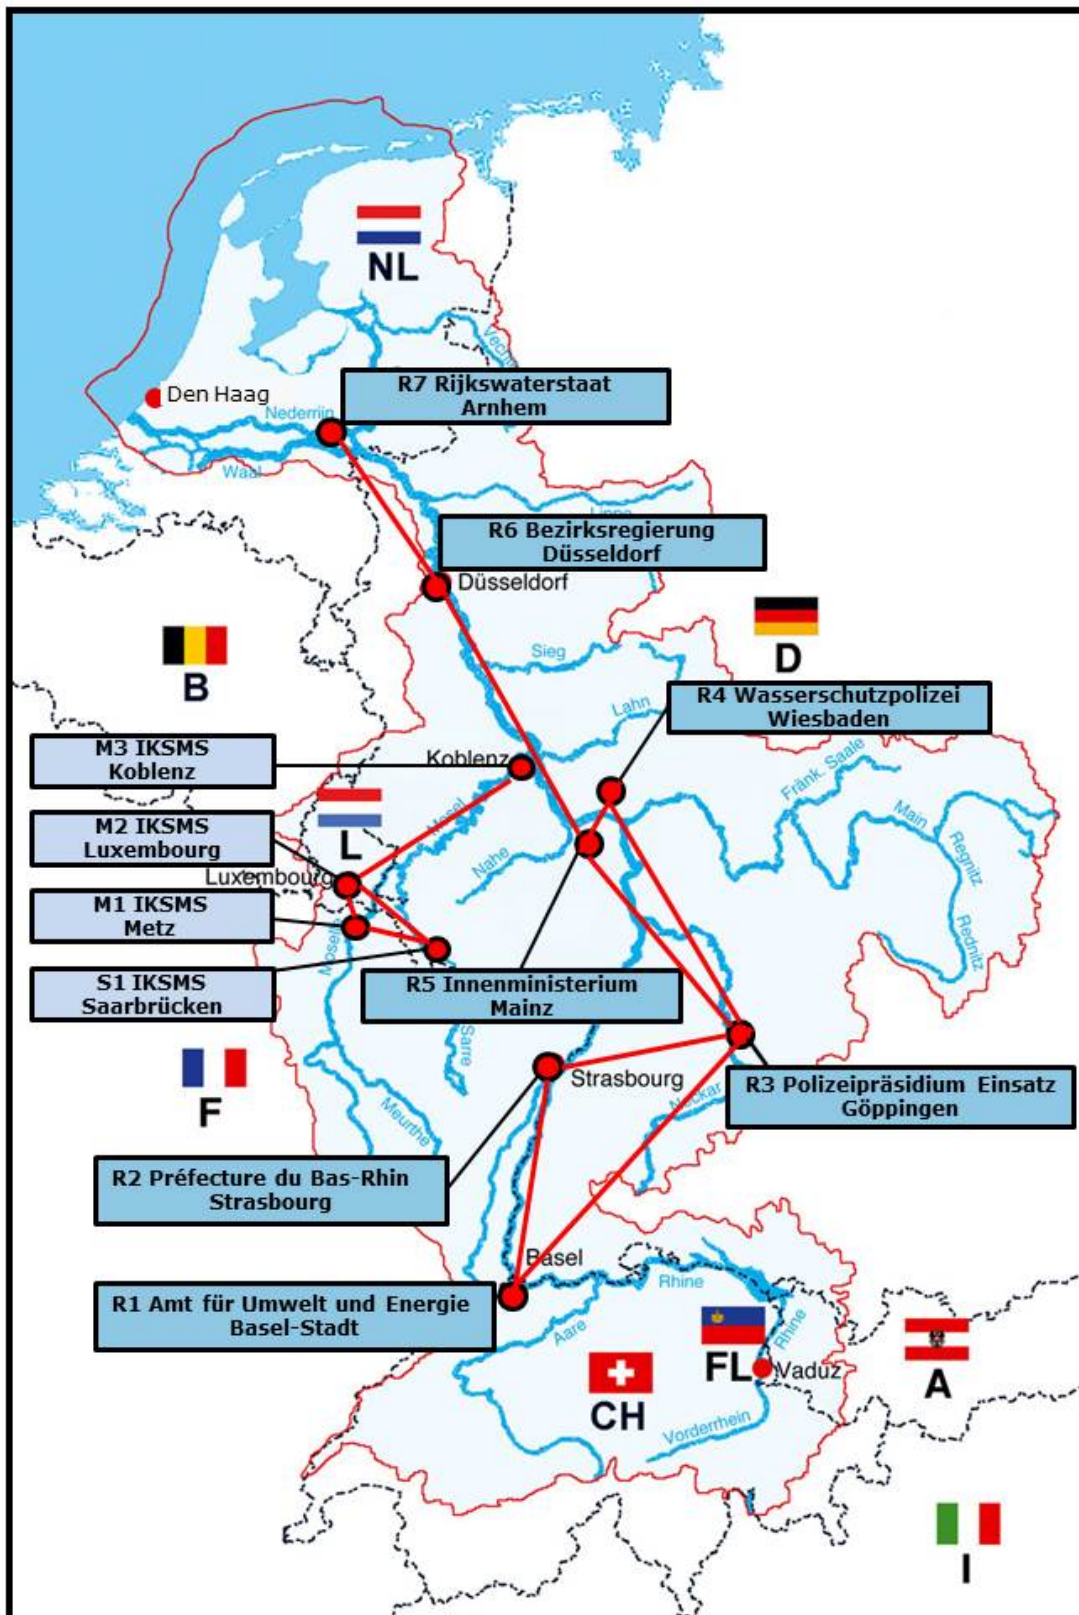 NL
Vecht
R7 Rijkswaterstaat
Arnhem
Den Haag
Nederrijn
Waal
Lippe
R6 Bezirksregierung
Düsseldorf
Düsseldorf
B
D
Sieg
Lahn
R4 Wasserschutzpolizei
Wiesbaden
M3 IKSMS
Koblenz
Koblenz
Fränk. Saale
Main
Regnitz
Rednitz
M2 IKSMS
Luxembourg
L
Mosel
Nahe
Luxembourg
M1 IKSMS
Metz
Moselle
S1 IKSMS
Saarbrücken
R5 Innenministerium
Mainz
Sarre
F
Meurthe
Strasbourg
Neckar
R3 Polizeipräsidium Einsatz
Göppingen
R2 Préfecture du Bas-Rhin
Strasbourg
Basel
Rhine
R1 Amt für Umwelt und Energie
Basel-Stadt
Aare
Rhine
FL
Vaduz
A
CH
Vorderrhein
I